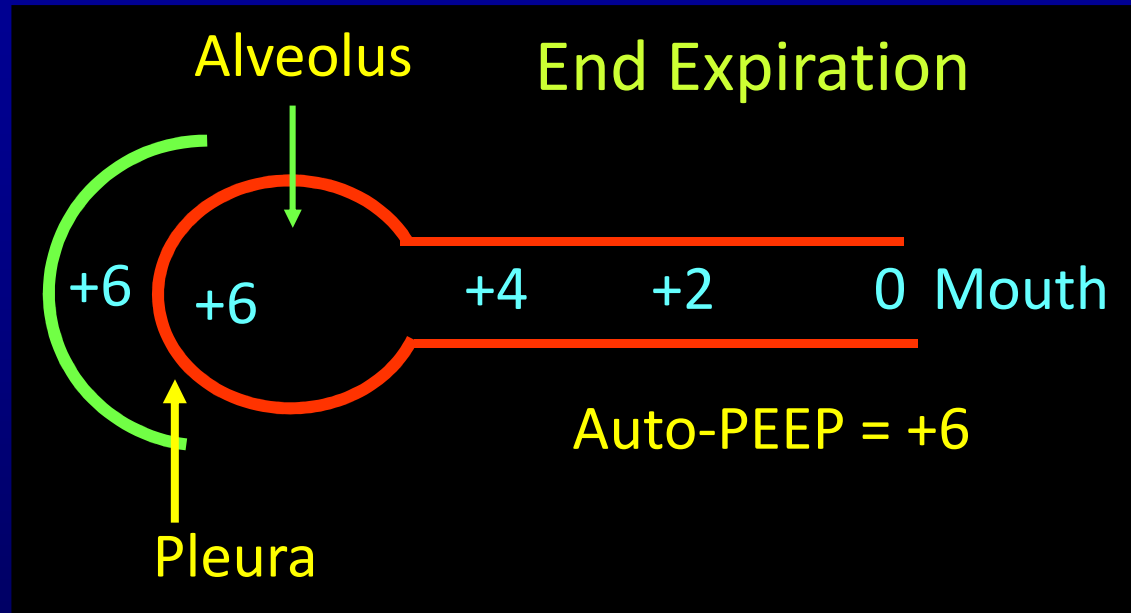 Alveolus
End Expiration
+6
+6
+4
+2
0
Mouth
Auto-PEEP = +6
Pleura